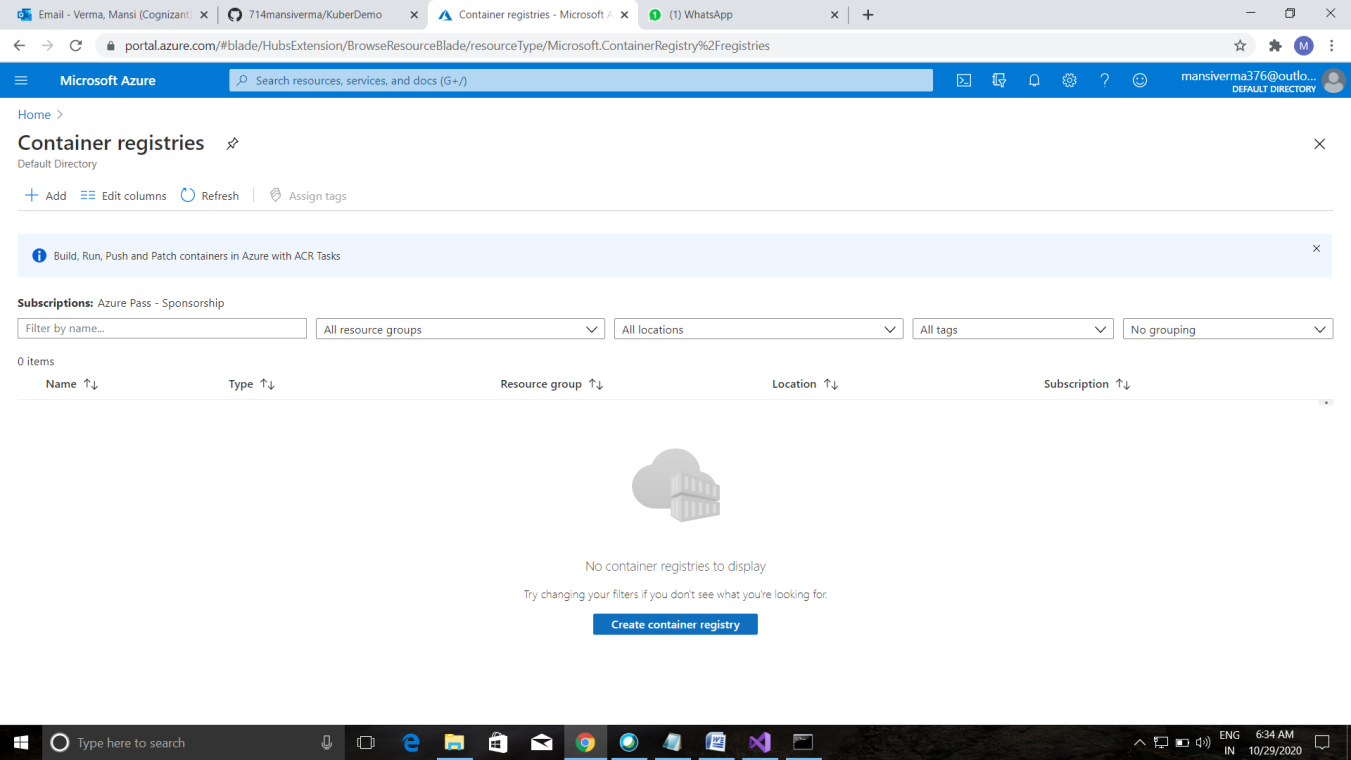 Email - Verma, Mansi (Cognizant)
714mansiverma/KuberDemo
Container registries - Microsoft A
(1) WhatsApp
portal.azure.com/#blade/HubsExtension/BrowseResourceBlade/resourceType/Microsoft.ContainerRegistry%2Fregistries
M
Microsoft Azure
Search resources, services, and docs (G+/)
mansiverma376@outlo...
DEFAULT DIRECTORY
Home
Container registries
Default Directory
Add
Edit columns
Refresh
Assign tags
Build, Run, Push and Patch containers in Azure with ACR Tasks
Subscriptions: Azure Pass - Sponsorship
Filter by name...
All resource groups
All locations
All tags
No grouping
0 items
Name
Type
Resource group
Location
Subscription
No container registries to display
Try changing your filters if you don't see what you're looking for.
Create container registry
Type here to search
ENG
IN
6:34 AM
10/29/2020